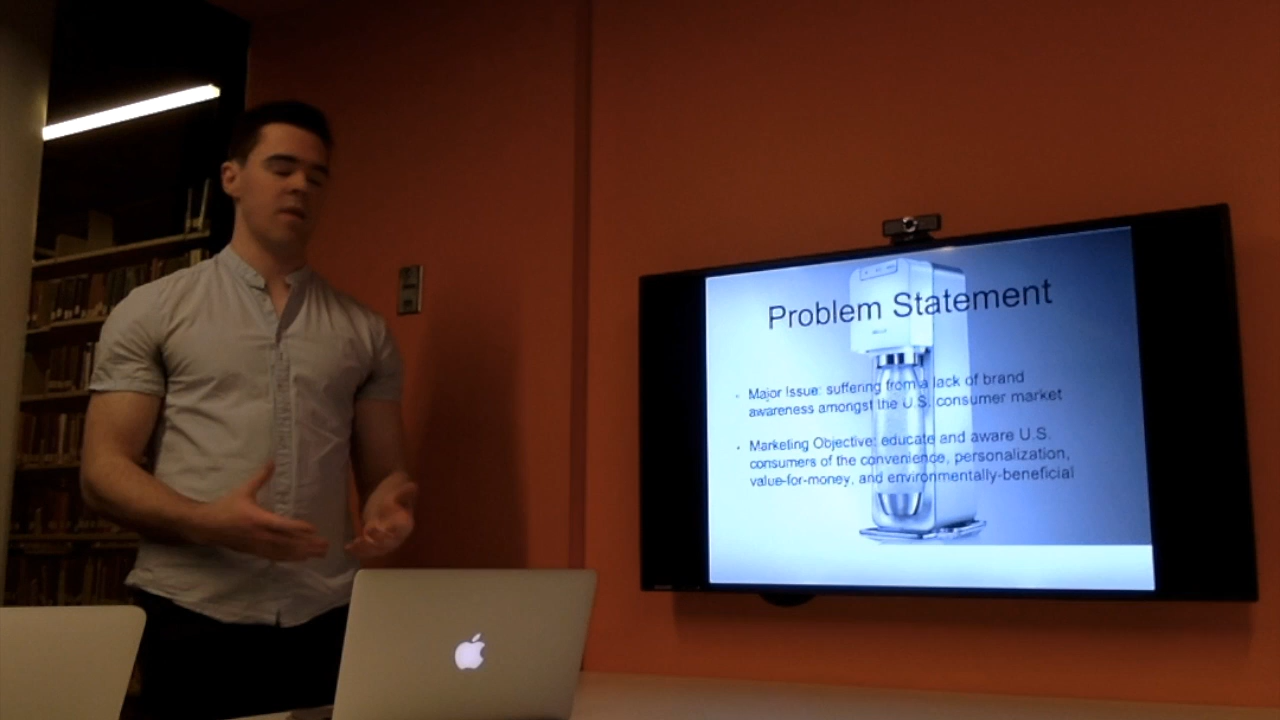 Problem Statement
Major Issue: suffering from a lack of brand
awareness amongst the U.S. consumer market
Marketing Objective: educate and aware U.S.
consumers of the convenience, personalization,
value-for-money, and environmentally-beneficial